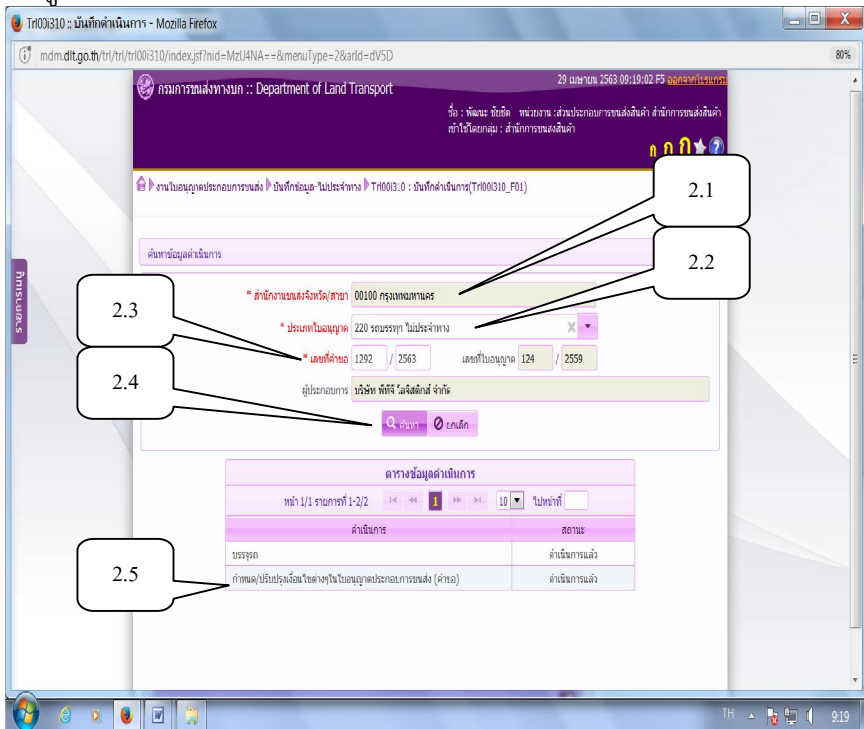 Trl00i310 :: บันทึกดำเนินการ - Mozilla Firefox
mdm.dlt.go.th/trl/trl/trl00i310/index.jsf?nid=MzU4NA==&menuType=2&arId=dV5D
80%
กรมการขนส่งทางบก :: Department of Land Transport
29 เมษายน 2563 09:19:02 F5 ออกจากโปรแกรม
ชื่อ : พัฒนะ ชัยชิต หน่วยงาน :ส่วนประกอบการขนส่งสินค้า สำนักการขนส่งสินค้า
เข้าใช้โดยกลุ่ม : สำนักการขนส่งสินค้า
ก ก ก ?
งานใบอนุญาตประกอบการขนส่ง บันทึกข้อมูล-ไม่ประจำทาง Trl00i310 : บันทึกดำเนินการ(Trl00i310_F01)
2.1
ค้นหาข้อมูลดำเนินการ
2.2
2.3
* สำนักงานขนส่งจังหวัด/สาขา 00100 กรุงเทพมหานคร
* ประเภทใบอนุญาต 220 รถบรรทุก ไม่ประจำทาง
* เลขที่คำขอ 1292 / 2563 เลขที่ใบอนุญาต 124 / 2559
2.4
ผู้ประกอบการ บริษัท พีทีจี โลจิสติกส์ จำกัด
ค้นหา ยกเลิก
ตารางข้อมูลดำเนินการ
หน้า 1/1 รายการที่ 1-2/2 1 10 ไปหน้าที่
ดำเนินการ สถานะ
บรรจุรถ ดำเนินการแล้ว
2.5
กำหนด/ปรับปรุงเงื่อนไขต่างๆในใบอนุญาตประกอบการขนส่ง (คำขอ) ดำเนินการแล้ว
TH 9:19